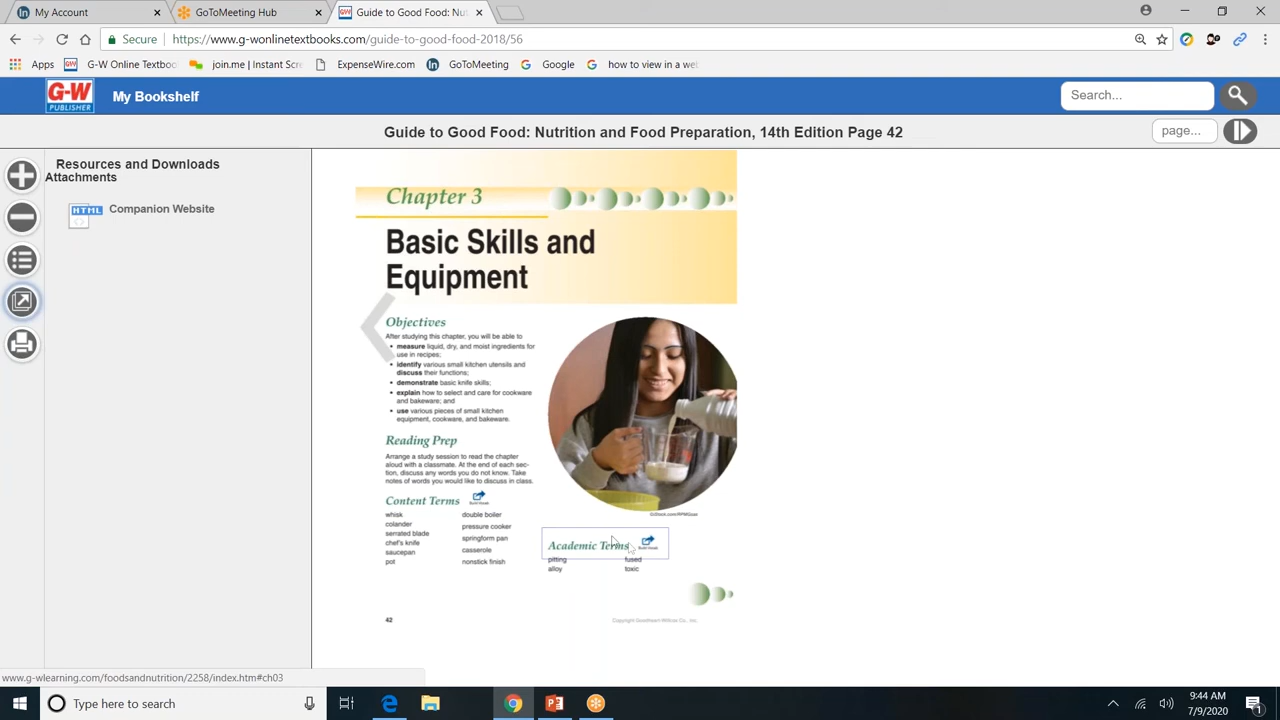 My Account
GoToMeeting Hub
Guide to Good Food: Nut
Secure
https://www.g-wonlinetextbooks.com/guide-to-good-food-2018/56
Apps
G-W Online Textboo
join.me | Instant Scre
ExpenseWire.com
GoToMeeting
Google
how to view in a we
G-W
PUBLISHER
My Bookshelf
Search...
Guide to Good Food: Nutrition and Food Preparation, 14th Edition Page 42
page...
Resources and Downloads
Attachments
HTML
Companion Website
Chapter 3
Basic Skills and
Equipment
Objectives
After studying this chapter, you will be able to
• measure liquid, dry, and moist ingredients for
use in recipes;
• identify various small kitchen utensils and
discuss their functions;
• demonstrate basic knife skills;
• explain how to select and care for cookware
and bakeware; and
• use various pieces of small kitchen
equipment, cookware, and bakeware.
Reading Prep
Arrange a study session to read the chapter
aloud with a classmate. At the end of each sec-
tion, discuss any words you do not know. Take
notes of words you would like to discuss in class.
Content Terms
Build Vocab
whisk
colander
serrated blade
chef's knife
saucepan
pot
double boiler
pressure cooker
springform pan
casserole
nonstick finish
Academic Terms
Build Vocab
pitting
alloy
fused
toxic
42
Copyright Goodheart-Willcox Co., Inc.
www.g-wlearning.com/foodsandnutrition/2258/index.htm#ch03
Type here to search
9:44 AM
7/9/2020